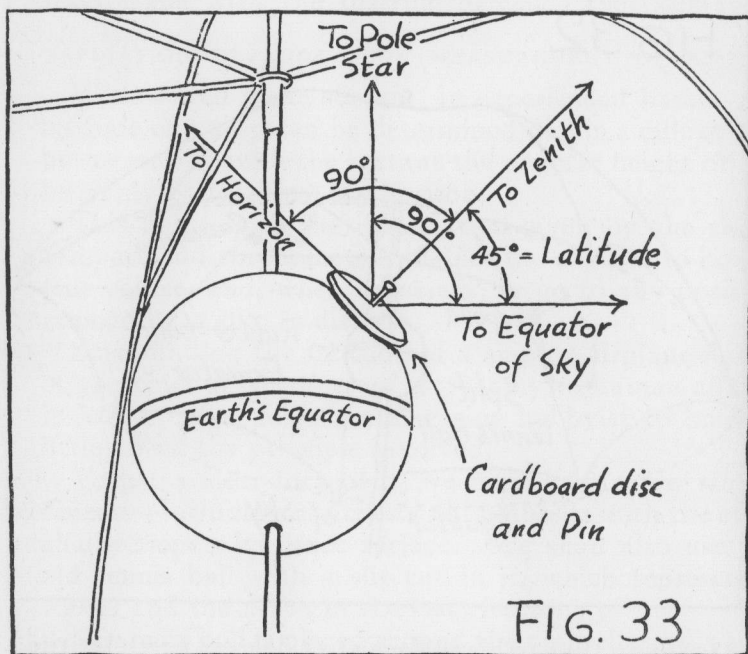 To Pole
Star
To Horizon
90°
To Zenith
90°
45° = Latitude
To Equator
of Sky
Earth's Equator
Cardboard disc
and Pin
FIG. 33